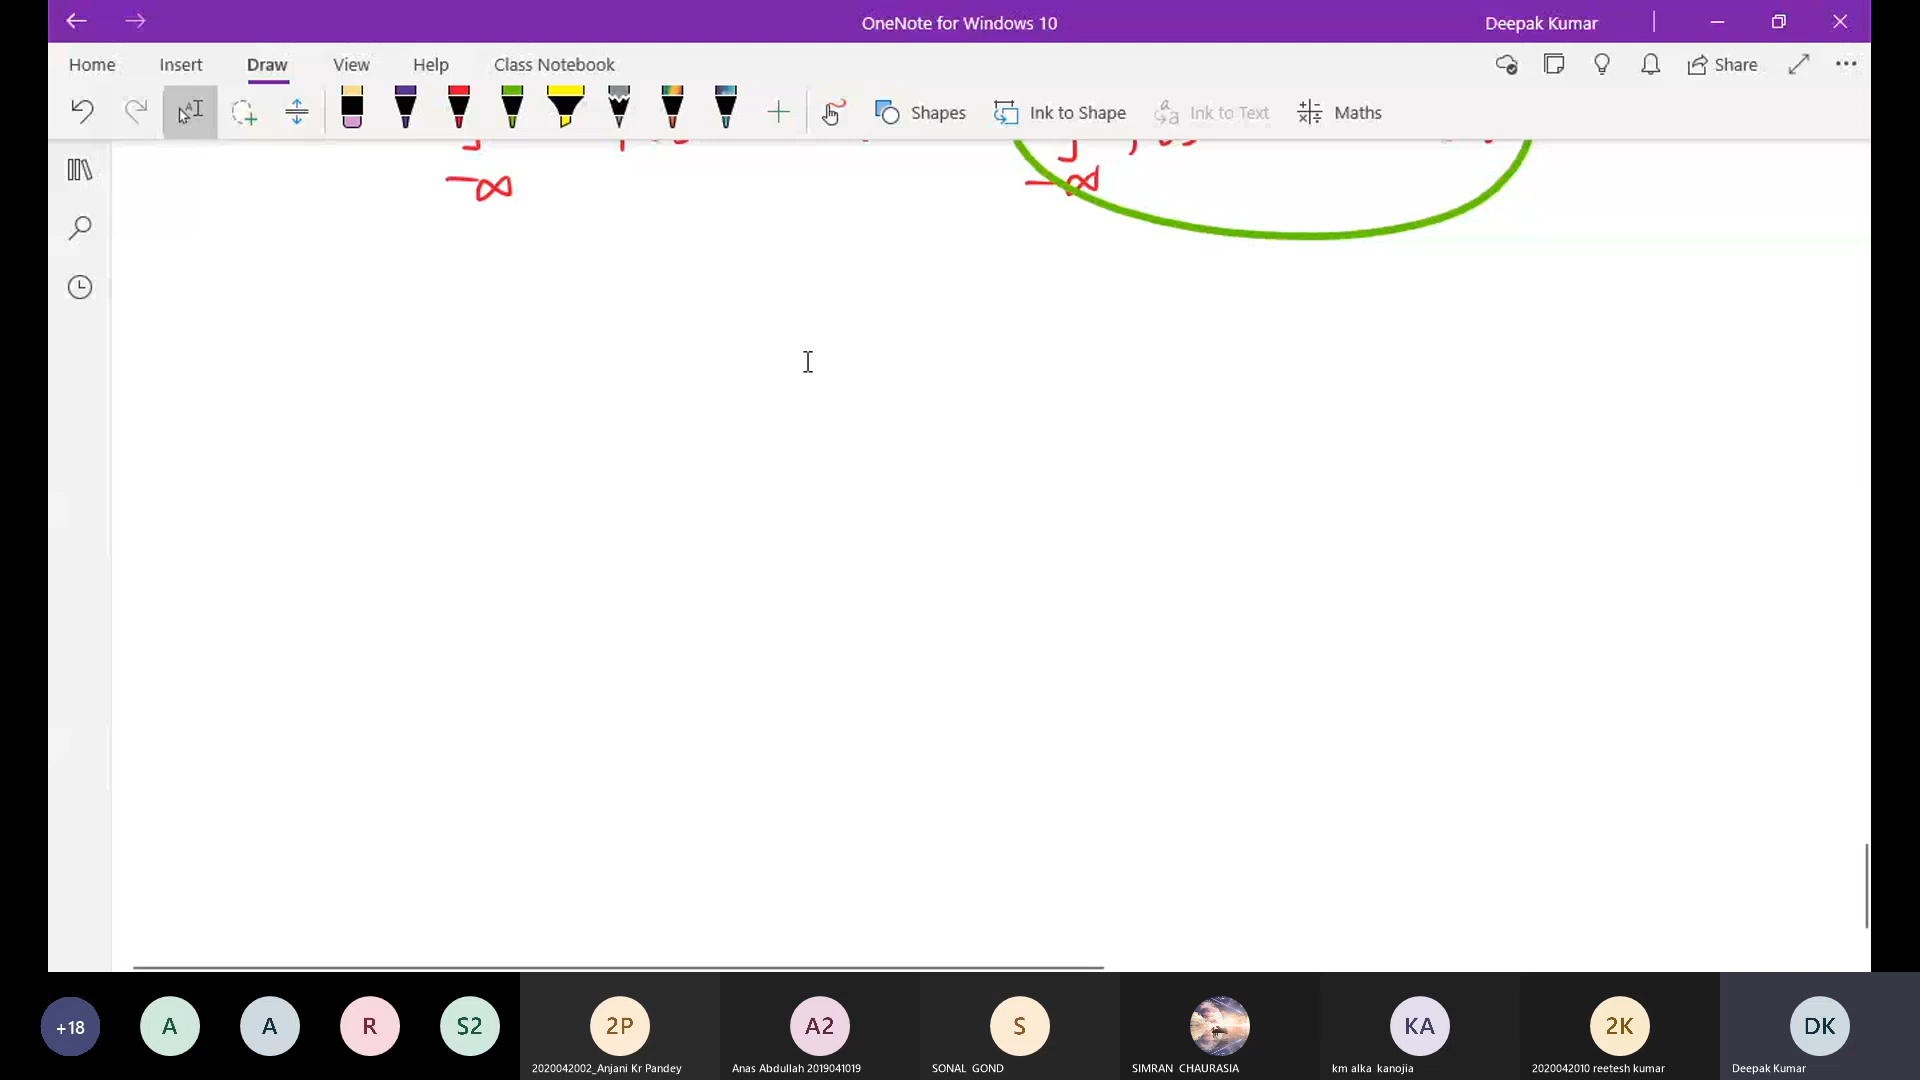 OneNote for Windows 10
Deepak Kumar
Home Insert Draw View Help Class Notebook
Share
Shapes Ink to Shape Ink to Text Maths
-∞ -∞
+18 A A R S2 2P A2 S KA 2K DK
2020042002_Anjani Kr Pandey Anas Abdullah 2019041019 SONAL GOND SIMRAN CHAURASIA km alka kanojia 2020042010 reetesh kumar Deepak Kumar